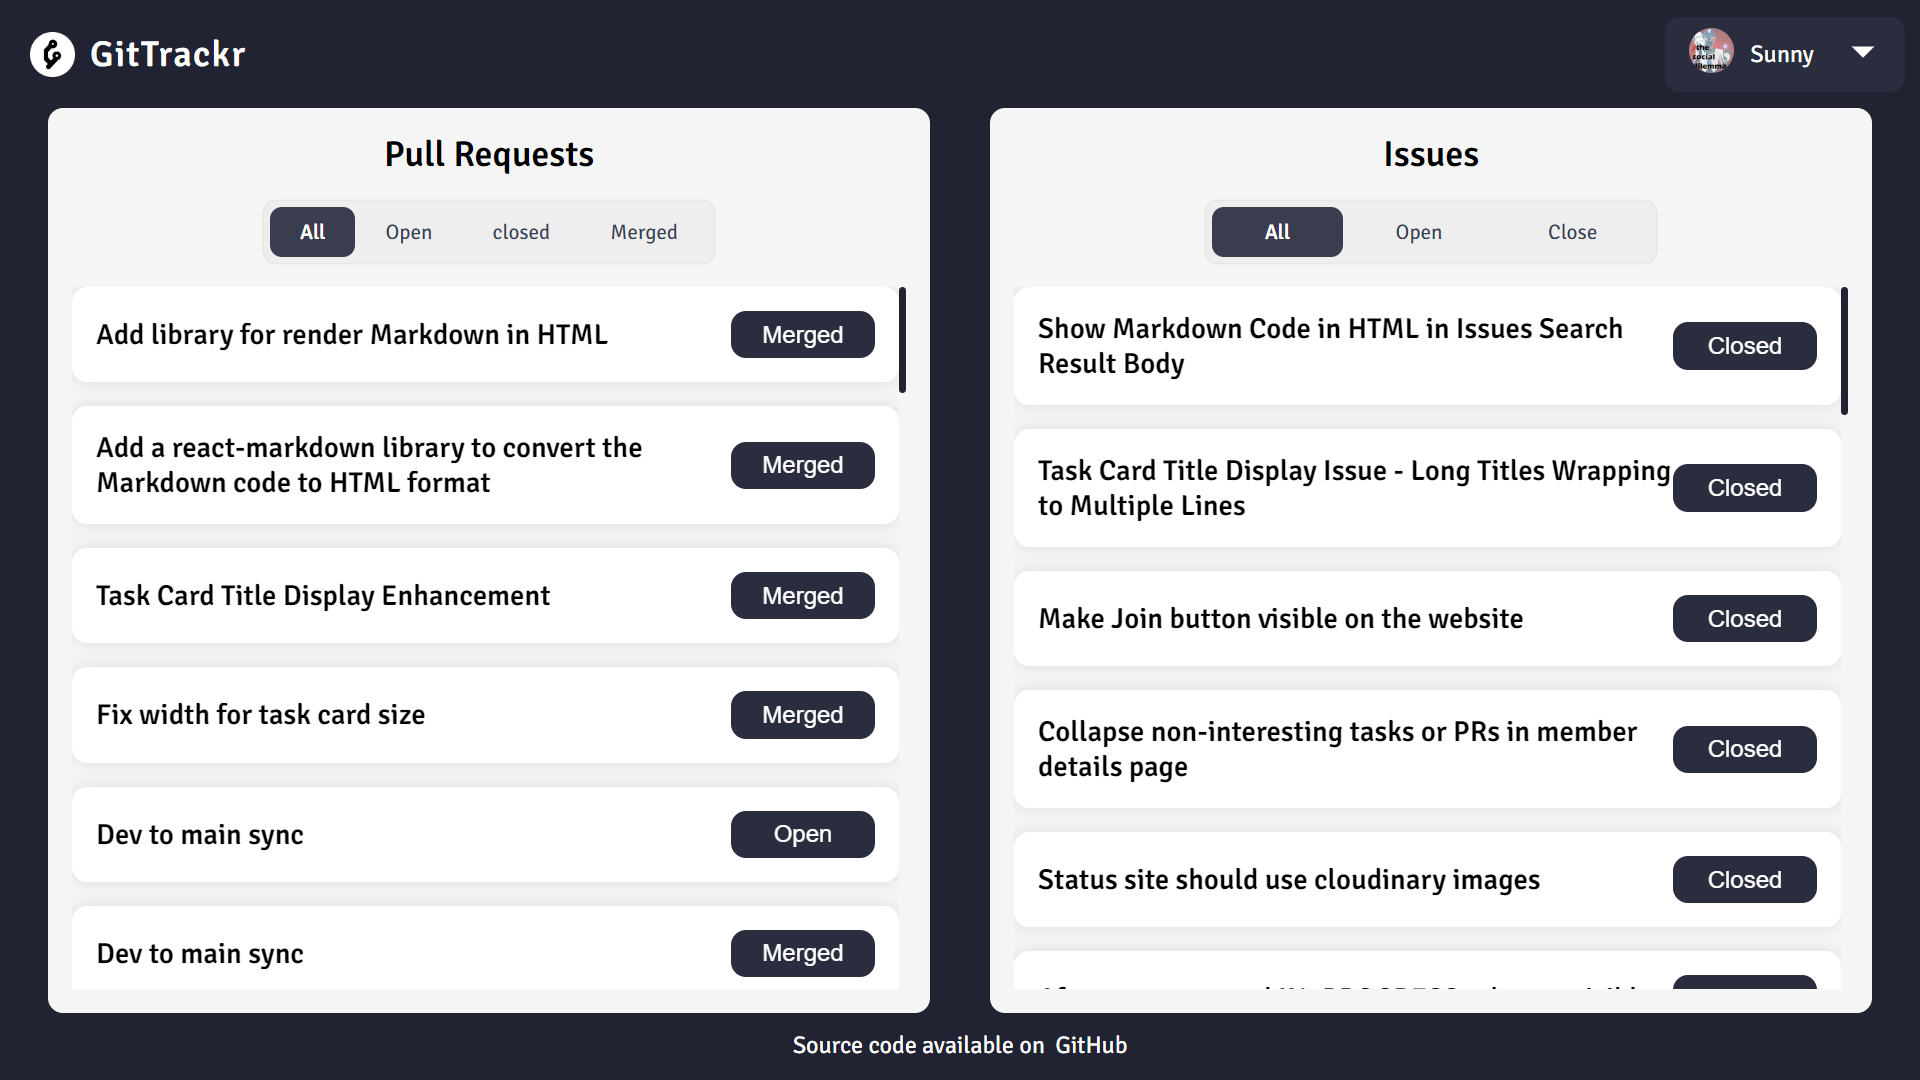 GitTrackr
the
social
dilemma
Sunny
Pull Requests
All
Open
closed
Merged
Add library for render Markdown in HTML
Merged
Add a react-markdown library to convert the
Markdown code to HTML format
Merged
Task Card Title Display Enhancement
Merged
Fix width for task card size
Merged
Dev to main sync
Open
Dev to main sync
Merged
Issues
All
Open
Close
Show Markdown Code in HTML in Issues Search
Result Body
Closed
Task Card Title Display Issue - Long Titles Wrapping
to Multiple Lines
Closed
Make Join button visible on the website
Closed
Collapse non-interesting tasks or PRs in member
details page
Closed
Status site should use cloudinary images
Closed
Source code available on GitHub